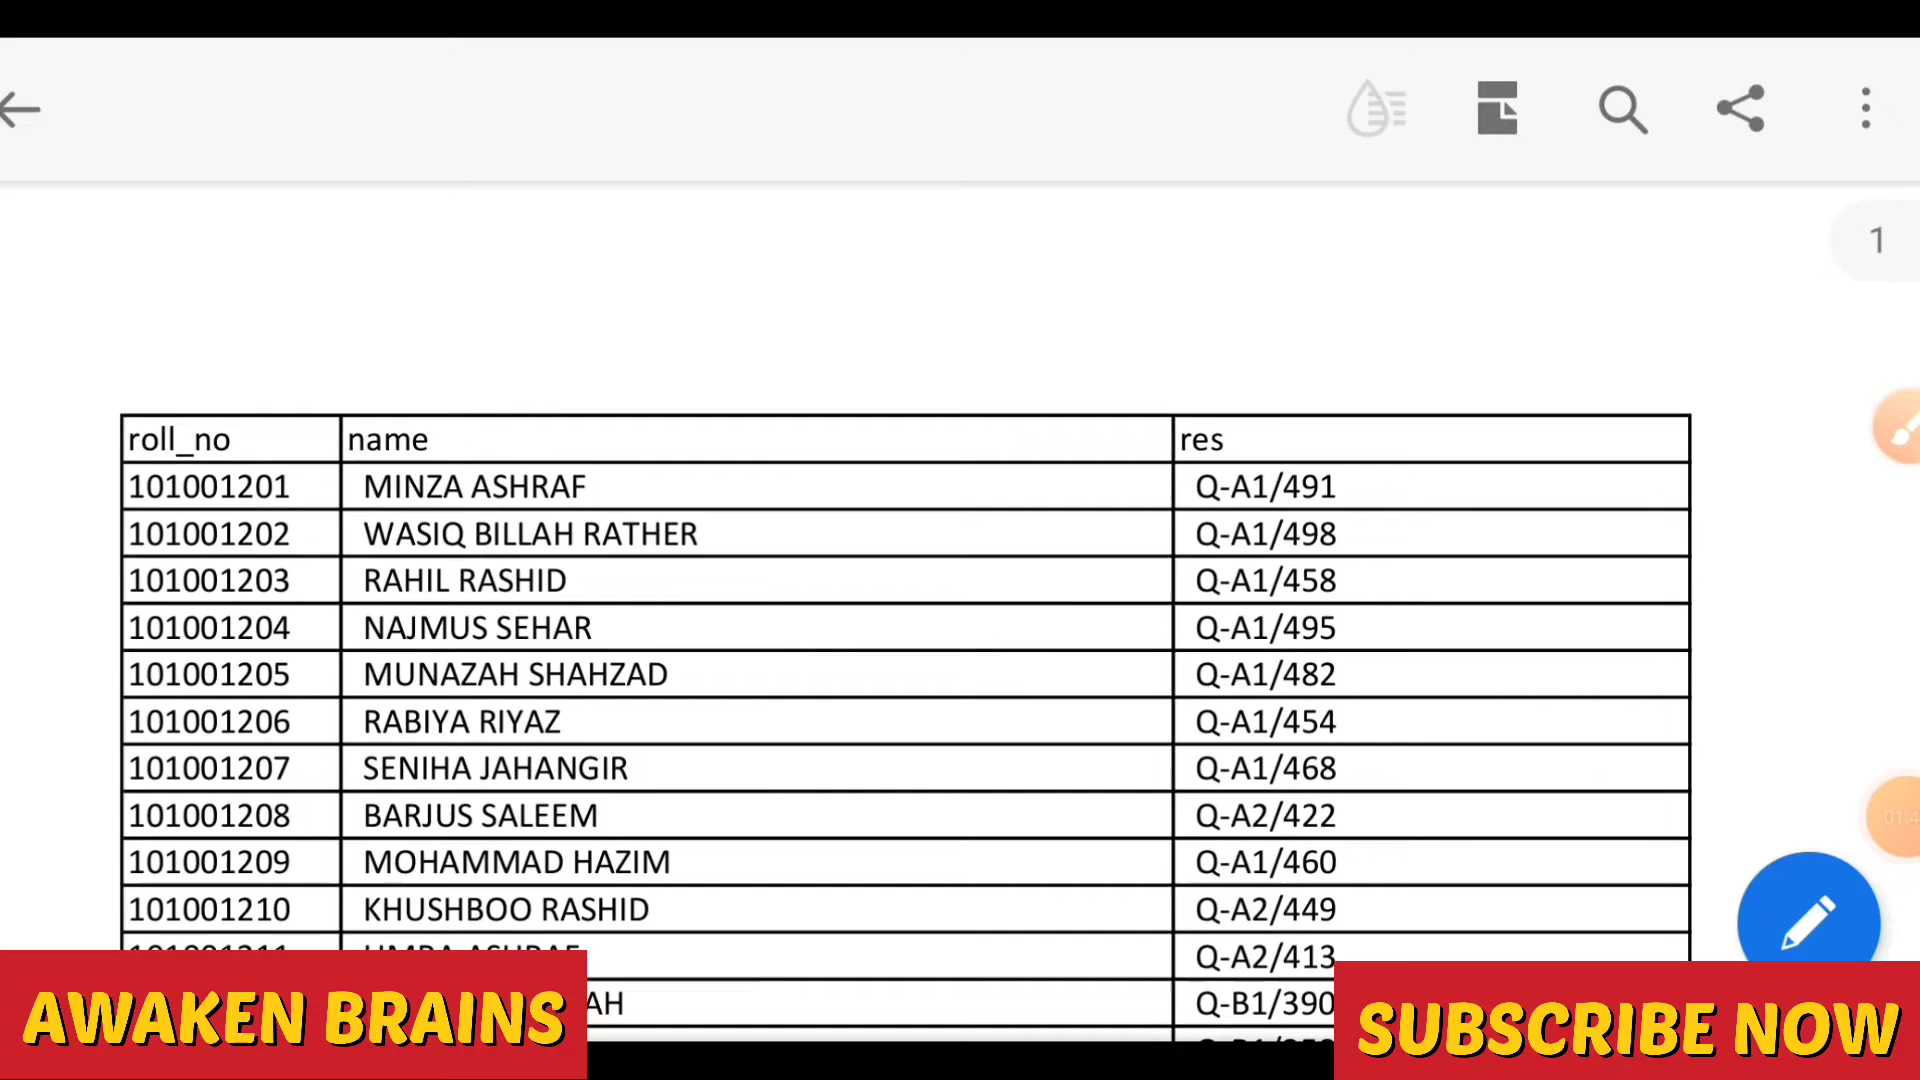 1
roll_no name res
101001201 MINZA ASHRAF Q-A1/491
101001202 WASIQ BILLAH RATHER Q-A1/498
101001203 RAHIL RASHID Q-A1/458
101001204 NAJMUS SEHAR Q-A1/495
101001205 MUNAZAH SHAHZAD Q-A1/482
101001206 RABIYA RIYAZ Q-A1/454
101001207 SENIHA JAHANGIR Q-A1/468
101001208 BARJUS SALEEM Q-A2/422
101001209 MOHAMMAD HAZIM Q-A1/460
101001210 KHUSHBOO RASHID Q-A2/449
Q-A2/413
AH Q-B1/390
AWAKEN BRAINS
SUBSCRIBE NOW